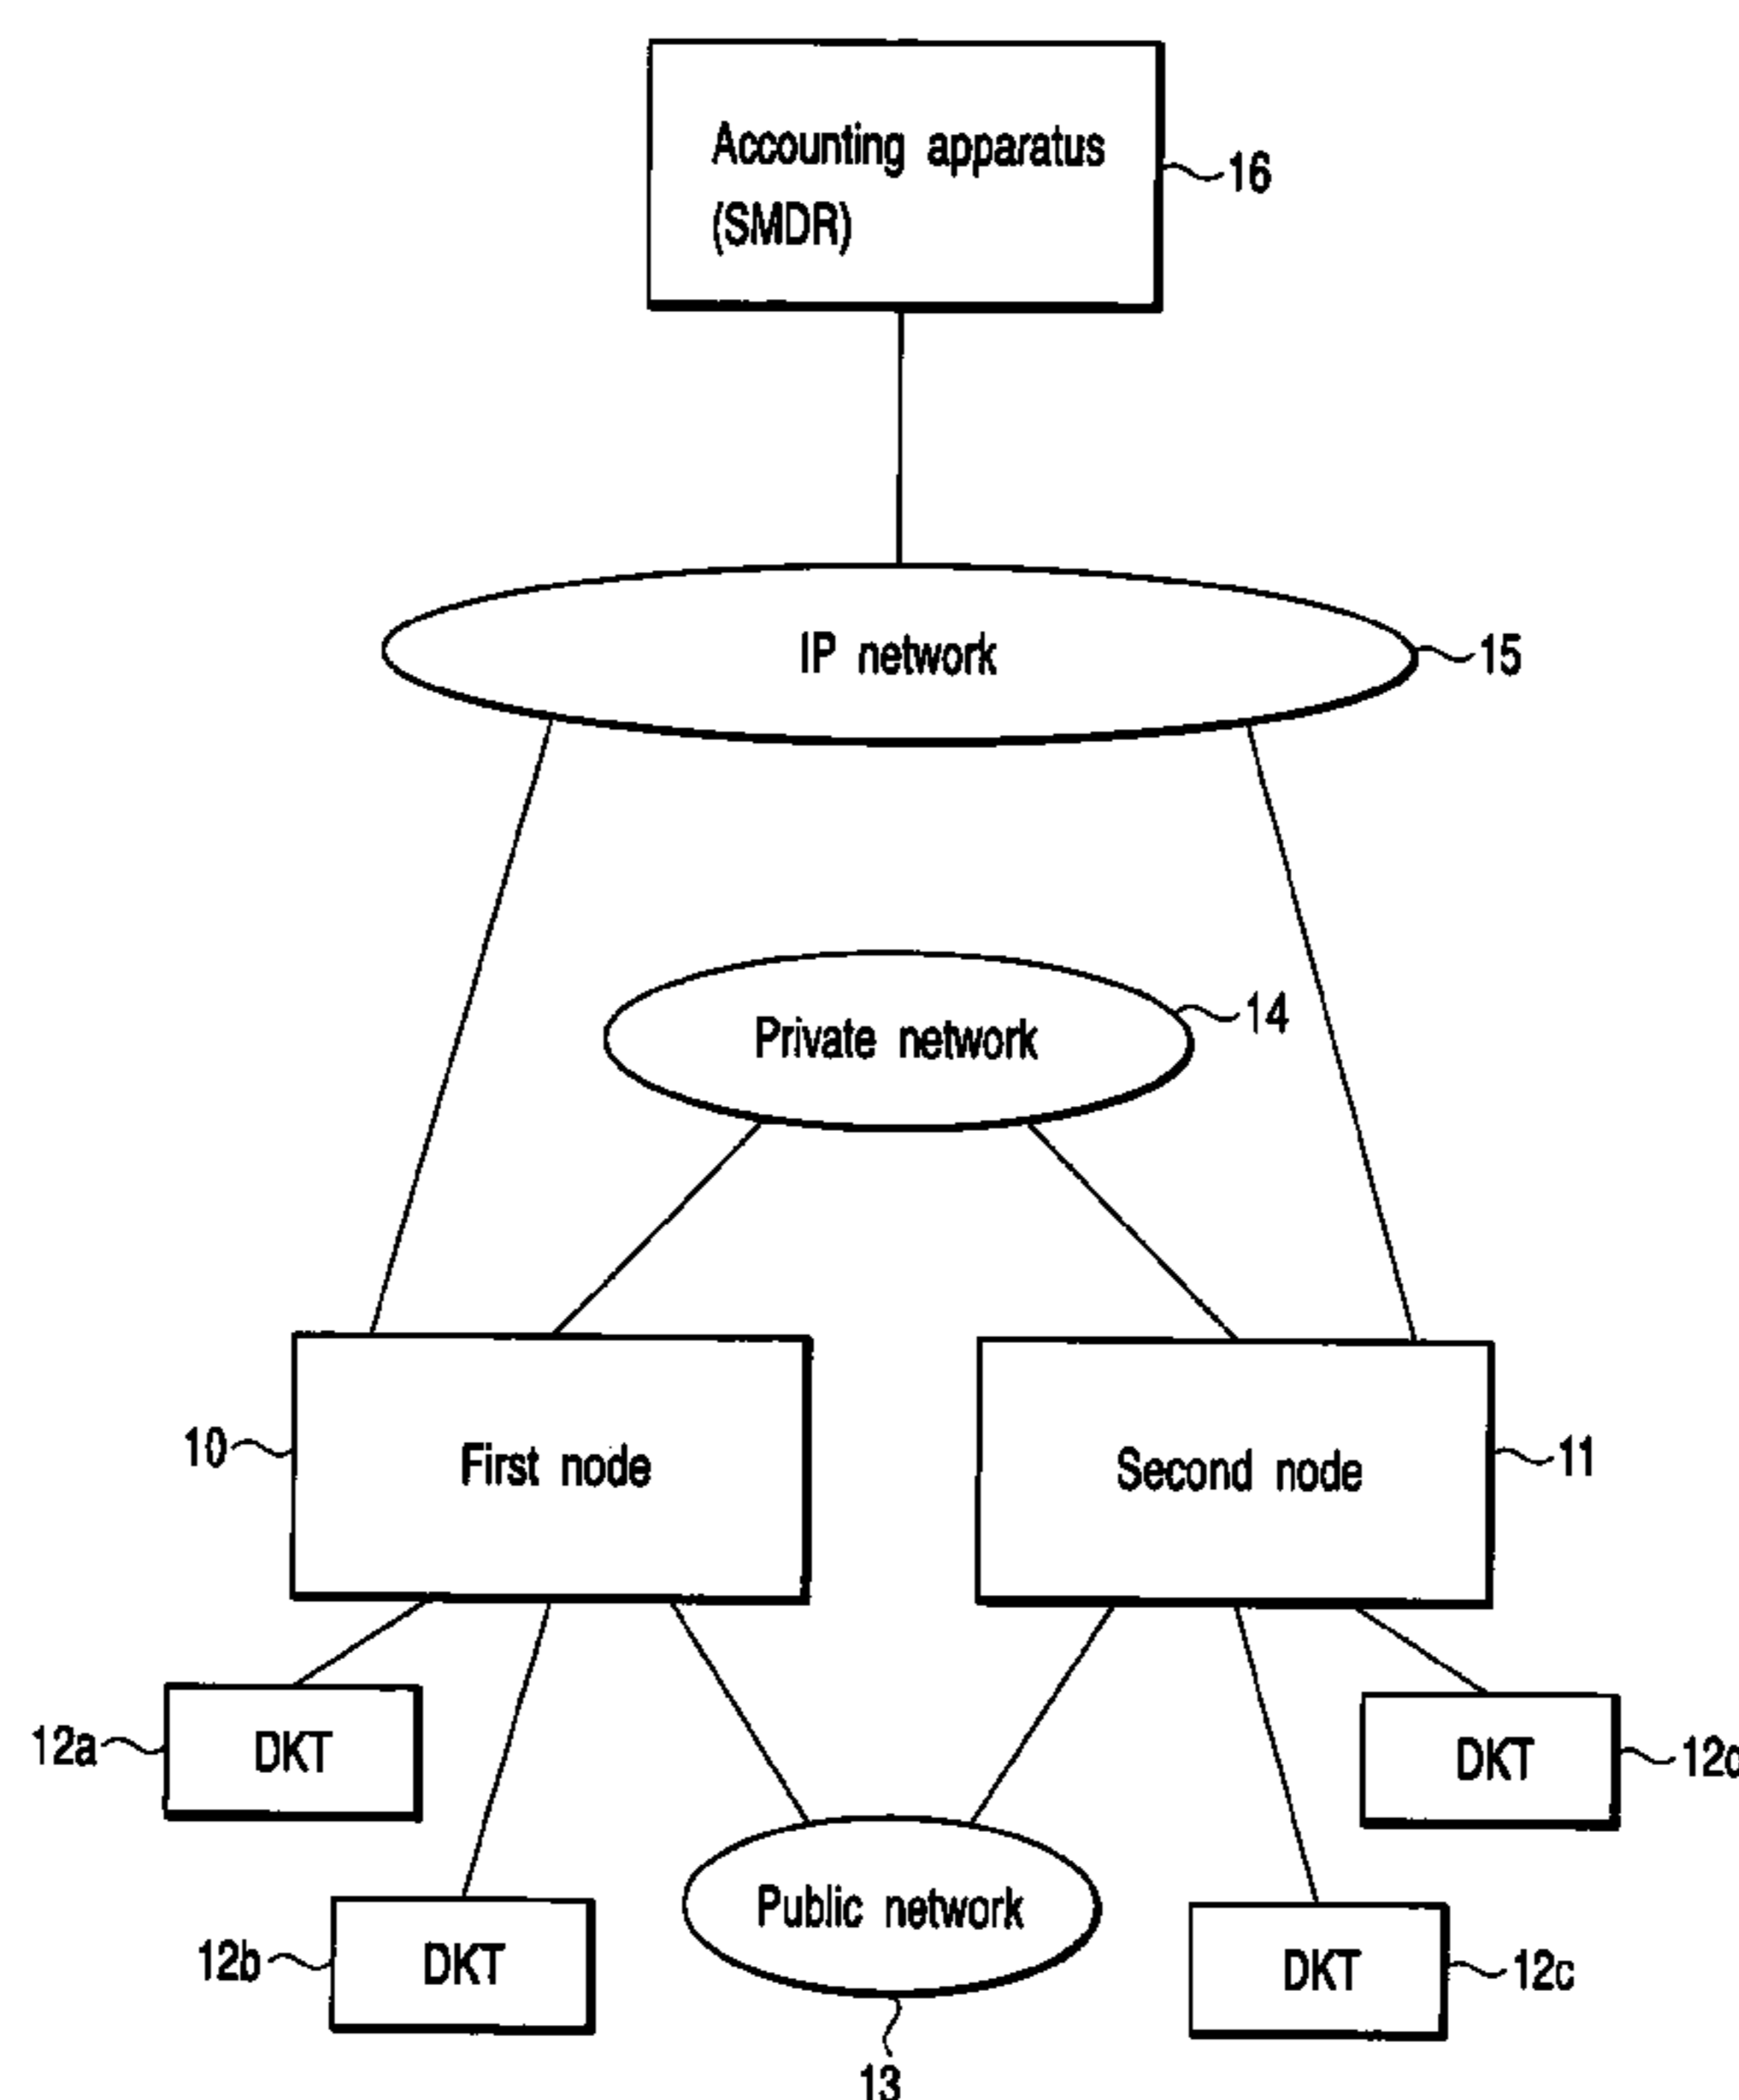 Accounting apparatus
(SMDR)
16
IP network
15
Private network
14
10
First node
Second node
11
12a
DKT
DKT
12b
DKT
Public network
DKT
12c
13